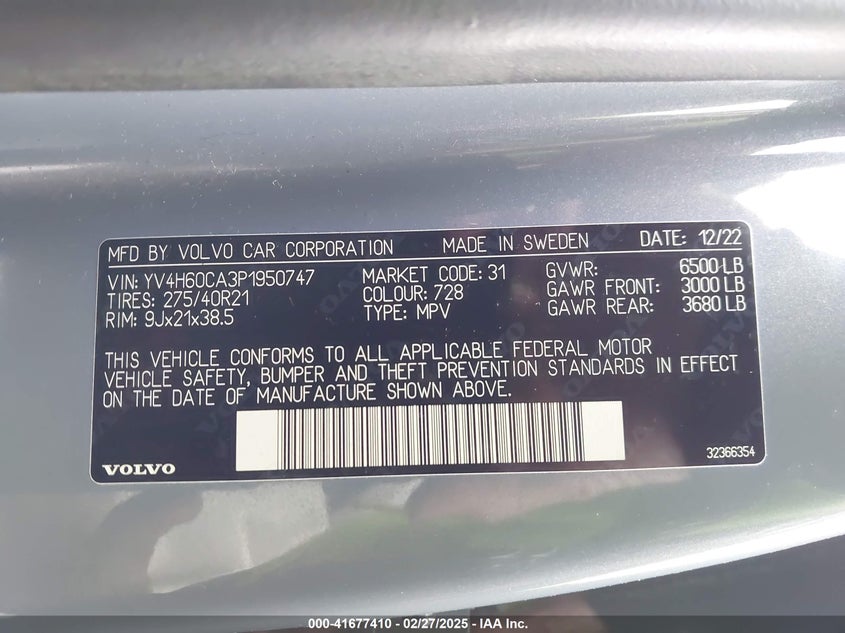 MFD BY VOLVO CAR CORPORATION MADE IN SWEDEN DATE: 12/22
VIN: YV4H60CA3P1950747 MARKET CODE: 31 GVWR: 6500 LB
TIRES: 275/40R21 COLOUR: 728 GAWR FRONT: 3000 LB
RIM: 9Jx21x38.5 TYPE: MPV GAWR REAR: 3680 LB
THIS VEHICLE CONFORMS TO ALL APPLICABLE FEDERAL MOTOR
VEHICLE SAFETY, BUMPER AND THEFT PREVENTION STANDARDS IN EFFECT
ON THE DATE OF MANUFACTURE SHOWN ABOVE.
VOLVO 32366354
000-41677410 - 02/27/2025 - IAA Inc.